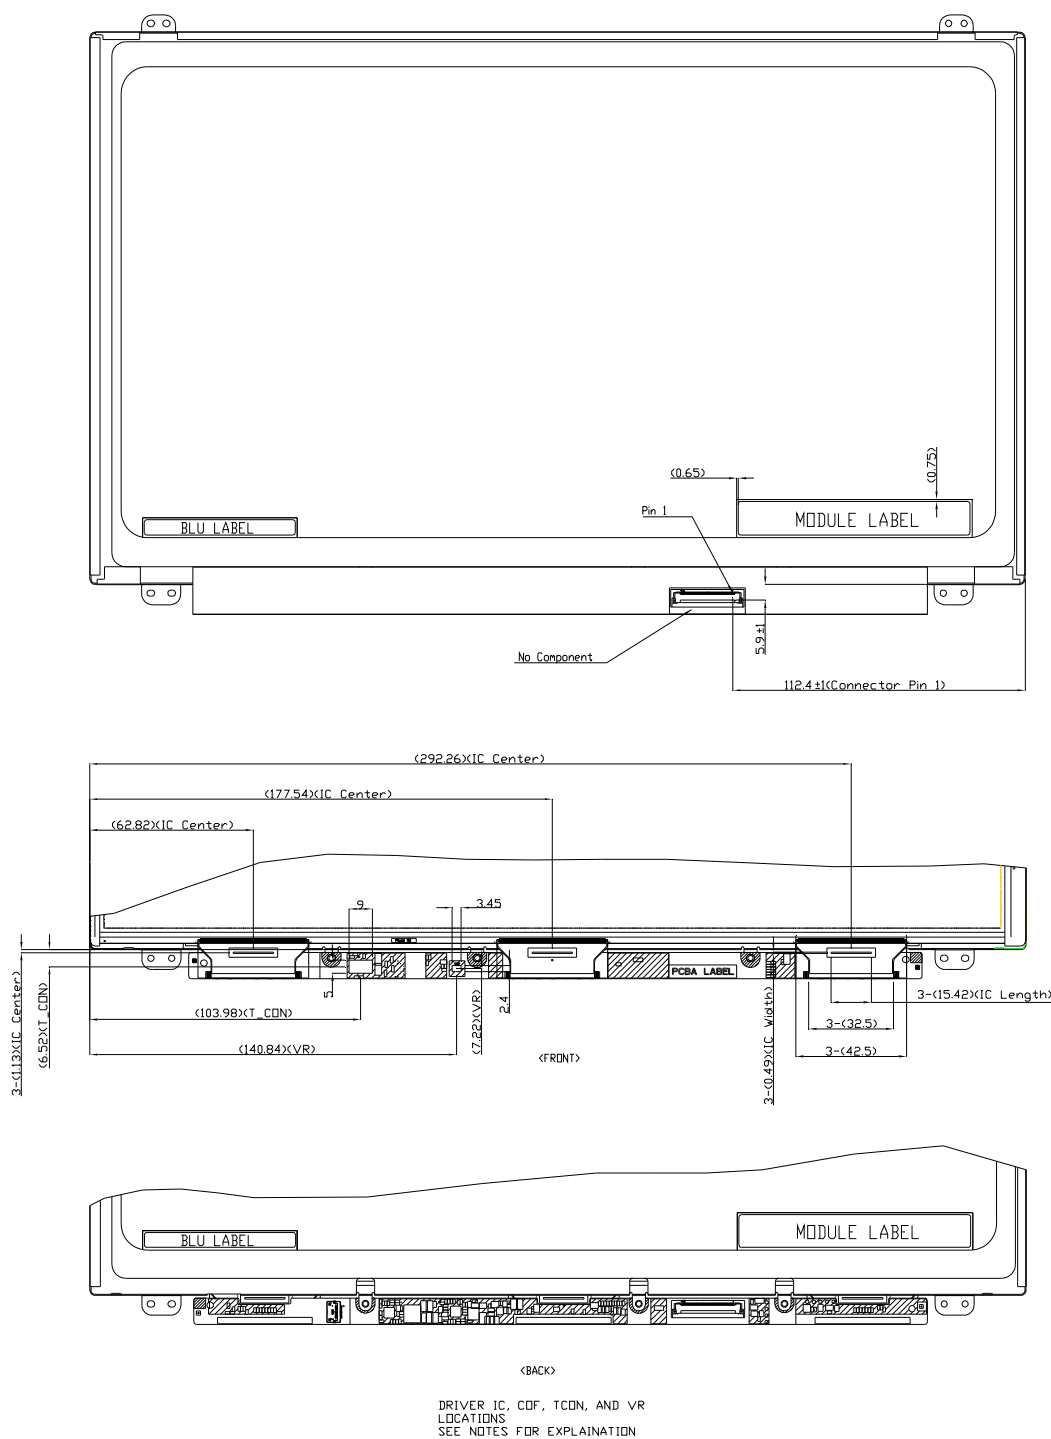 (0.65)
(0.75)
Pin 1
MODULE LABEL
BLU LABEL
5.9±1
No Component
112.4±1(Connector Pin 1)
(292.26)(IC Center)
(177.54)(IC Center)
(62.82)(IC Center)
9
3.45
PCBA LABEL
5
2.4
3-(15.42)(IC Length)
(103.98)(T_CON)
3-(32.5)
(140.84)(VR)
3-(42.5)
3-(1.13)(IC Center)
(6.52)(T_CON)
(7.22)(VR)
3-(0.49)(IC Width)
<FRONT>
MODULE LABEL
BLU LABEL
<BACK>
DRIVER IC, COF, TCON, AND VR
LOCATIONS
SEE NOTES FOR EXPLAINATION